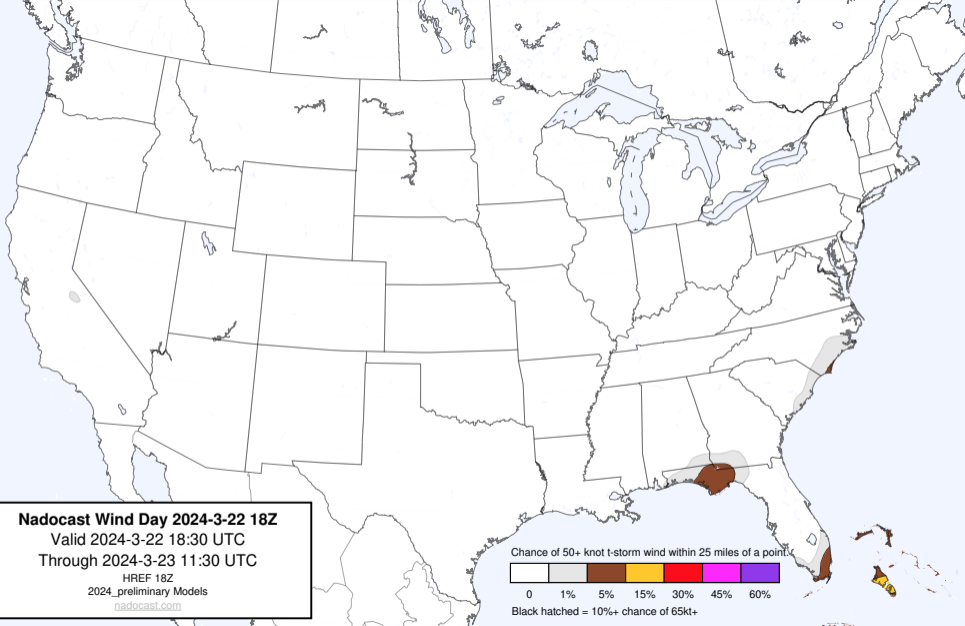 Nadocast Wind Day 2024-3-22 18Z
Valid 2024-3-22 18:30 UTC
Through 2024-3-23 11:30 UTC
HREF 18Z
2024_preliminary Models
nadocast.com
Chance of 50+ knot t-storm wind within 25 miles of a point.
0 1% 5% 15% 30% 45% 60%
Black hatched = 10%+ chance of 65kt+